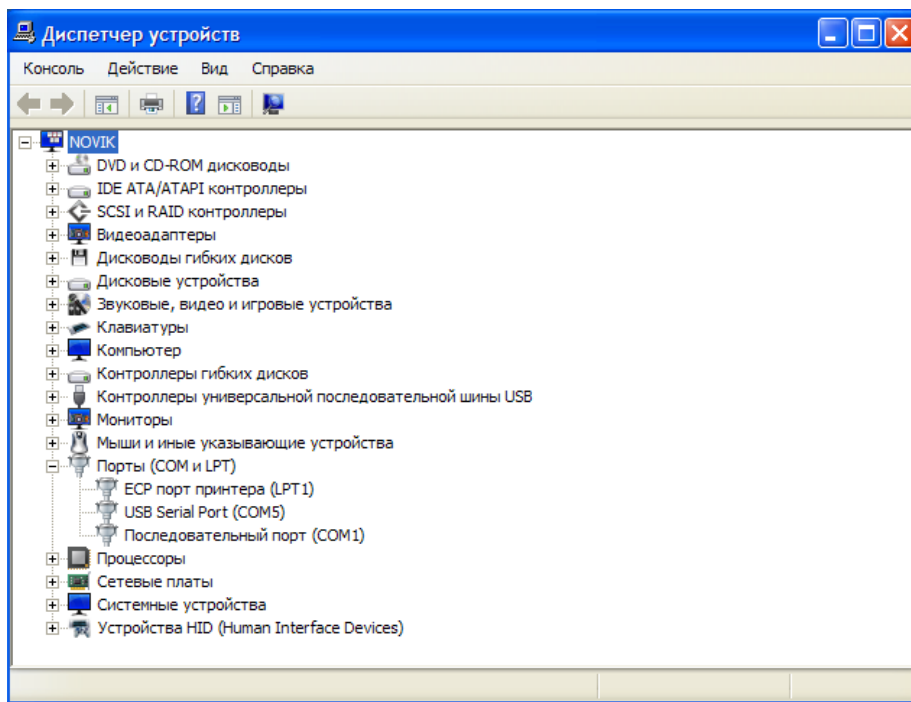 Диспетчер устройств
Консоль Действие Вид Справка
NOVIK
DVD и CD-ROM дисководы
IDE ATA/ATAPI контроллеры
SCSI и RAID контроллеры
Видеоадаптеры
Дисководы гибких дисков
Дисковые устройства
Звуковые, видео и игровые устройства
Клавиатуры
Компьютер
Контроллеры гибких дисков
Контроллеры универсальной последовательной шины USB
Мониторы
Мыши и иные указывающие устройства
Порты (COM и LPT)
ECP порт принтера (LPT1)
USB Serial Port (COM5)
Последовательный порт (COM1)
Процессоры
Сетевые платы
Системные устройства
Устройства HID (Human Interface Devices)